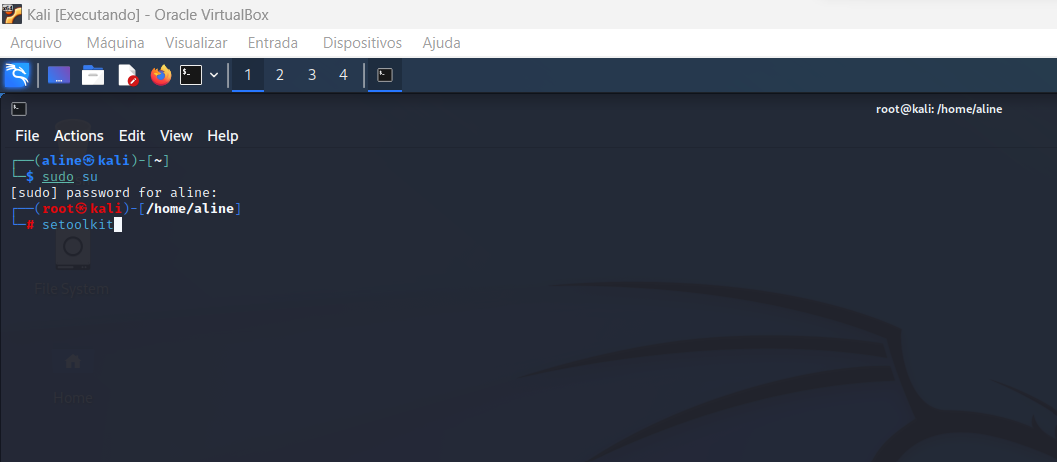 Kali [Executando] - Oracle VirtualBox
Arquivo Máquina Visualizar Entrada Dispositivos Ajuda
1 2 3 4
root@kali: /home/aline
File Actions Edit View Help
┌──(aline㉿kali)-[~]
└─$ sudo su
[sudo] password for aline:
┌──(root㉿kali)-[/home/aline]
└─# setoolkit
File System
Home